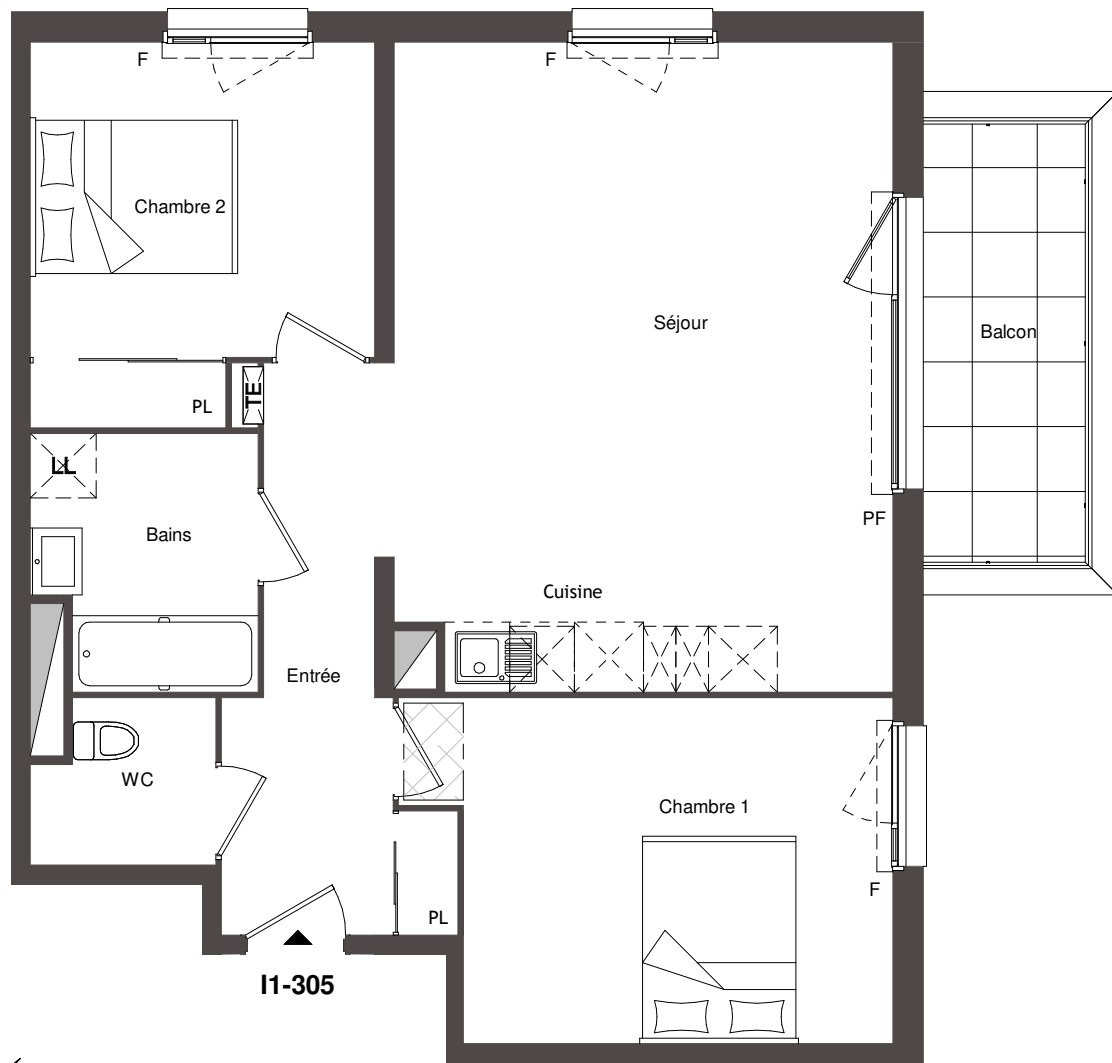 F
F
Chambre 2
Séjour
Balcon
TE
PL
LL
PF
Bains
Cuisine
Entrée
WC
Chambre 1
F
PL
I1-305